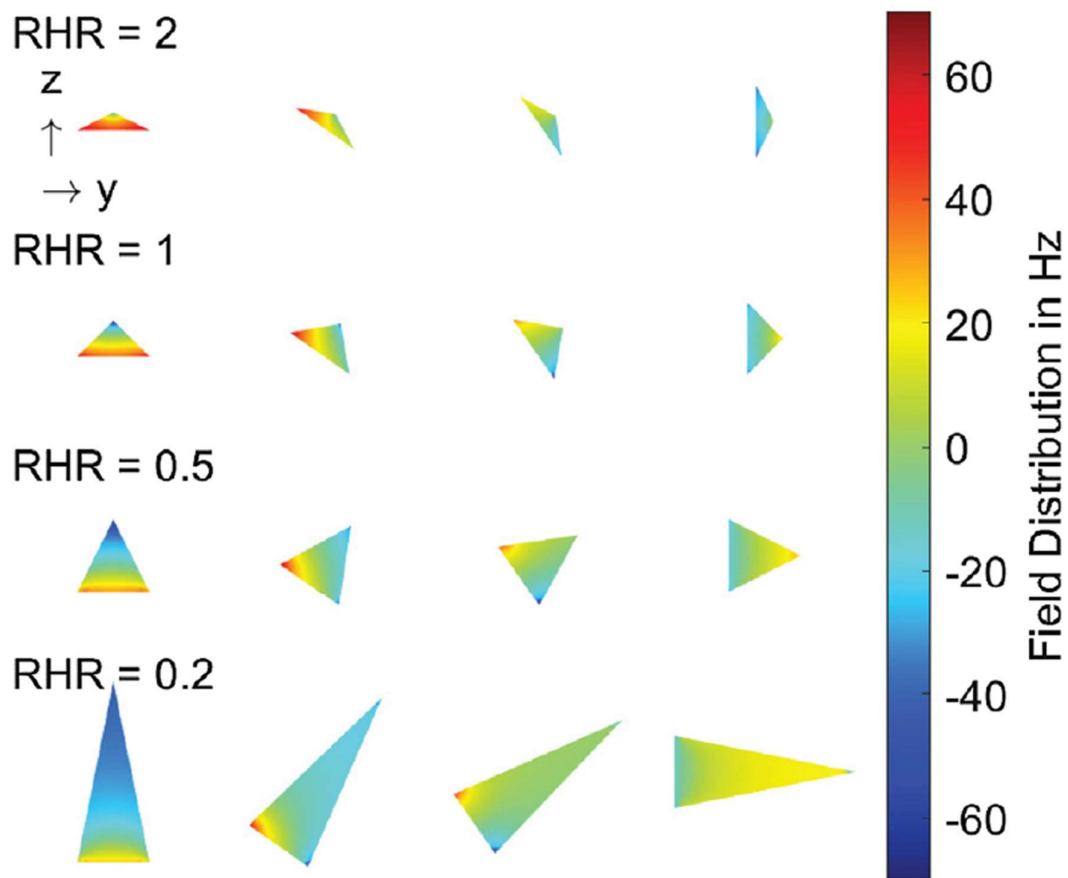 RHR = 2
z
↑
→ y
RHR = 1
RHR = 0.5
RHR = 0.2
60
40
20
0
-20
-40
-60
Field Distribution in Hz